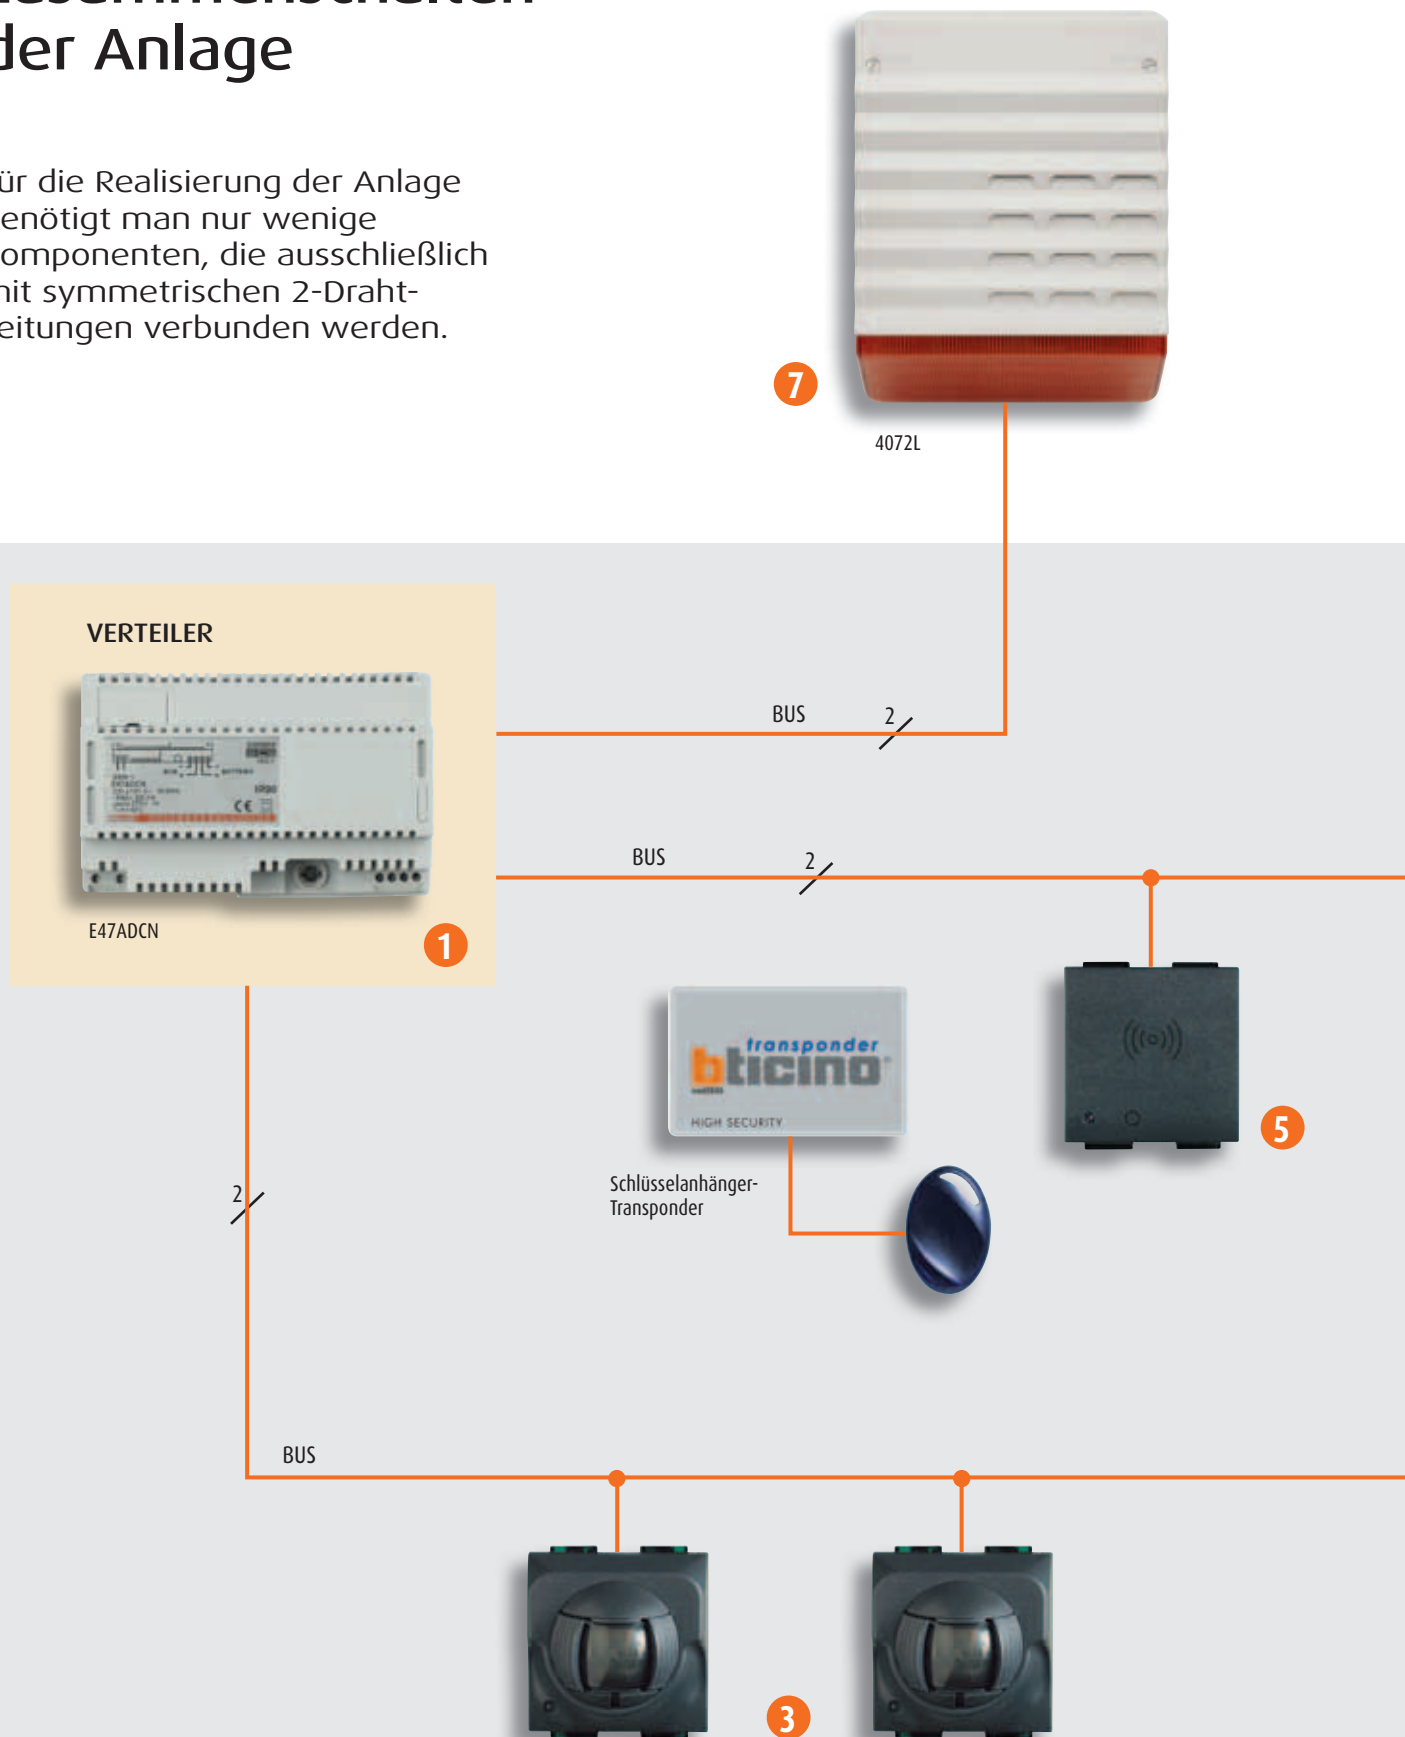 der Anlage
ür die Realisierung der Anlage
enötigt man nur wenige
omponenten, die ausschließlich
nit symmetrischen 2-Draht-
eitungen verbunden werden.
7
4072L
VERTEILER
BUS 2
BUS 2
E47ADCN
1
transponder
bticino
HIGH SECURITY
5
Schlüsselanhänger-
Transponder
2
BUS
3